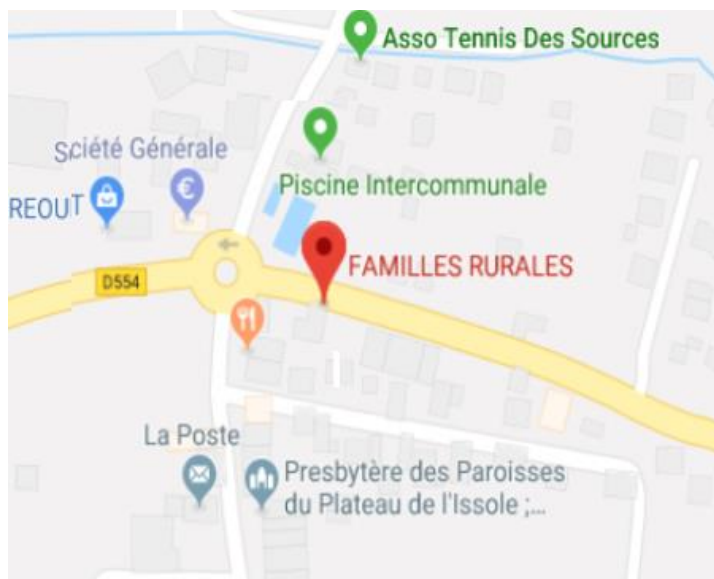 Asso Tennis Des Sources
Société Générale
Piscine Intercommunale
REOUT
FAMILLES RURALES
D554
La Poste
Presbytère des Paroisses
du Plateau de l'Issole ;...